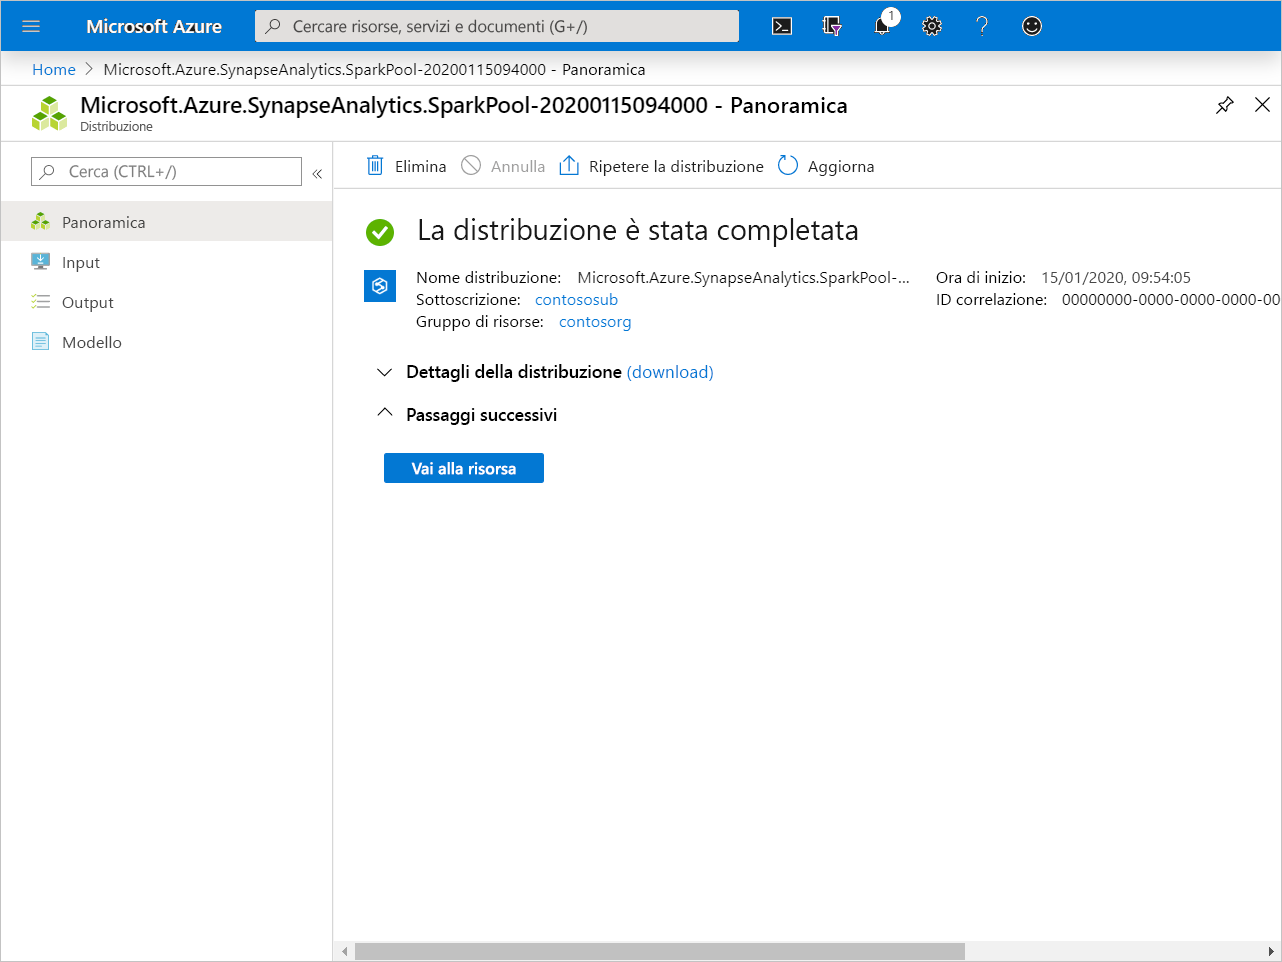 Microsoft Azure
Cercare risorse, servizi e documenti (G+/)
1
Home > Microsoft.Azure.SynapseAnalytics.SparkPool-20200115094000 - Panoramica
Microsoft.Azure.SynapseAnalytics.SparkPool-20200115094000 - Panoramica
Distribuzione
Cerca (CTRL+/)
«
Panoramica
Input
Output
Modello
Elimina Annulla Ripetere la distribuzione Aggiorna
La distribuzione è stata completata
Nome distribuzione: Microsoft.Azure.SynapseAnalytics.SparkPool-...
Sottoscrizione: contososub
Gruppo di risorse: contosorg
Ora di inizio: 15/01/2020, 09:54:05
ID correlazione: 00000000-0000-0000-0000-00
Dettagli della distribuzione (download)
Passaggi successivi
Vai alla risorsa